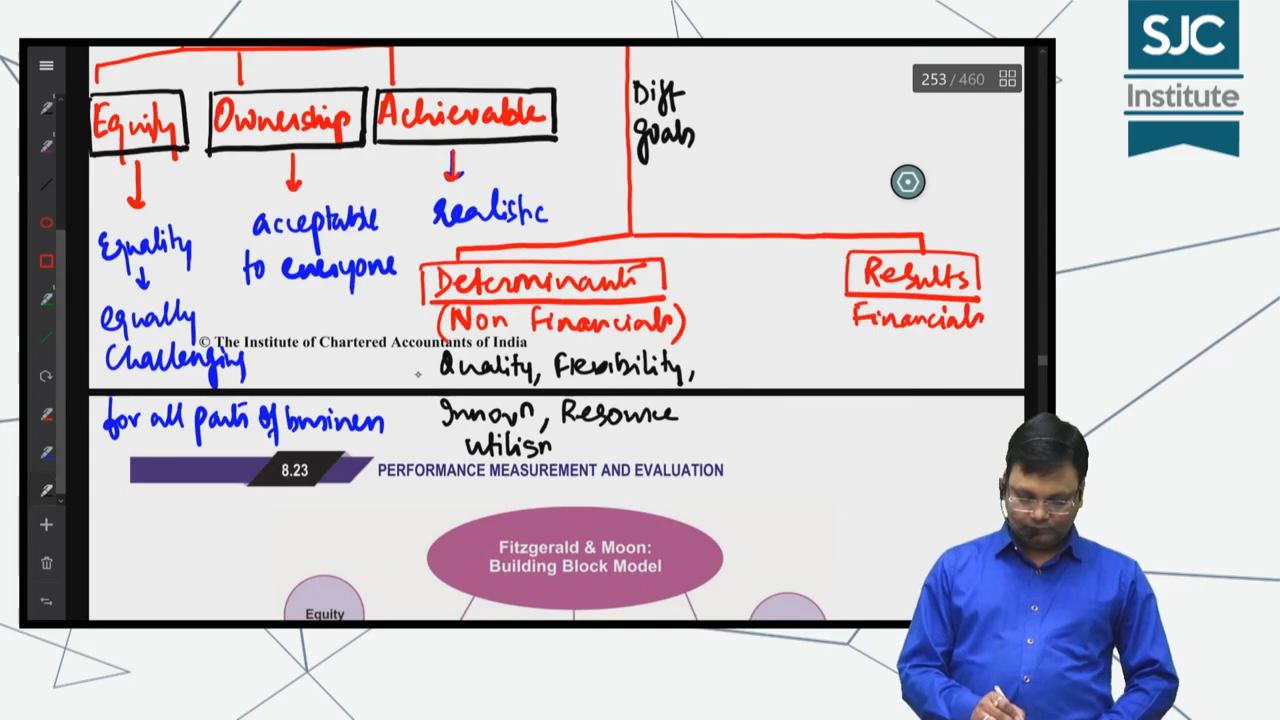 SJC
Institute
253 / 460
Equity
Ownership
Achievable
Diff
goals
Equality
equally
challenging
for all parts of business
acceptable
to everyone
realistic
Determinants
(Non Financials)
Quality, Flexibility,
Innovn, Resource
utilisn
Results
Financials
© The Institute of Chartered Accountants of India
8.23
PERFORMANCE MEASUREMENT AND EVALUATION
Fitzgerald & Moon:
Building Block Model
Equity